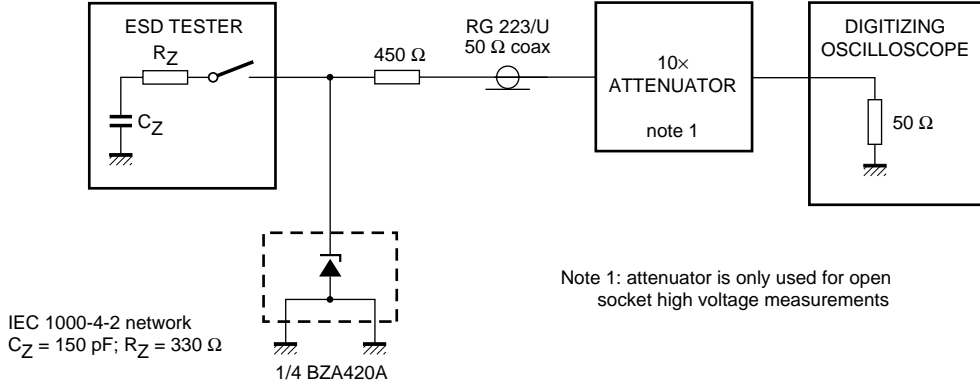 ESD TESTER
RZ
CZ
450 Ω
RG 223/U
50 Ω coax
10×
ATTENUATOR
note 1
DIGITIZING
OSCILLOSCOPE
50 Ω
Note 1: attenuator is only used for open
socket high voltage measurements
IEC 1000-4-2 network
CZ = 150 pF; RZ = 330 Ω
1/4 BZA420A